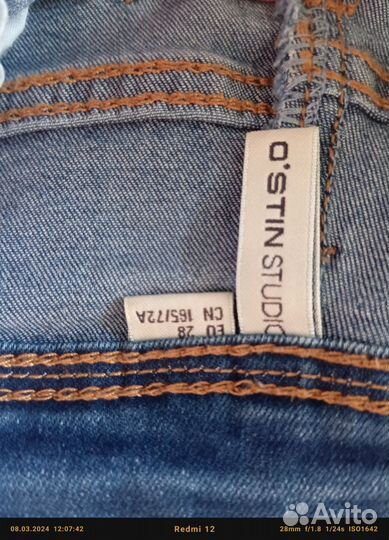 O'STIN STUDIO
EU 28
CN 165/72A
08.03.2024 12:07:42
Redmi 12
28mm f/1.8 1/24s ISO1642
Avito